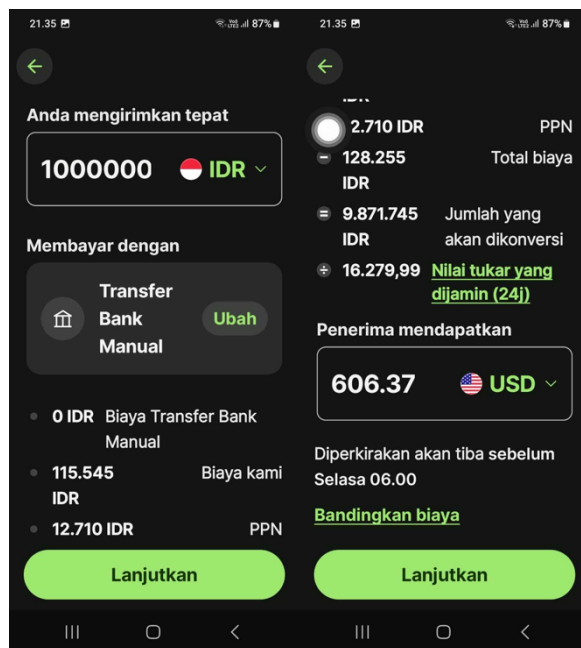 21.35
87%
Anda mengirimkan tepat
1000000 IDR
Membayar dengan
Transfer
Bank
Manual
Ubah
0 IDR Biaya Transfer Bank
Manual
115.545 Biaya kami
IDR
12.710 IDR PPN
Lanjutkan
21.35
87%
2.710 IDR PPN
− 128.255 Total biaya
IDR
= 9.871.745 Jumlah yang
IDR akan dikonversi
÷ 16.279,99 Nilai tukar yang
dijamin (24j)
Penerima mendapatkan
606.37 USD
Diperkirakan akan tiba sebelum
Selasa 06.00
Bandingkan biaya
Lanjutkan